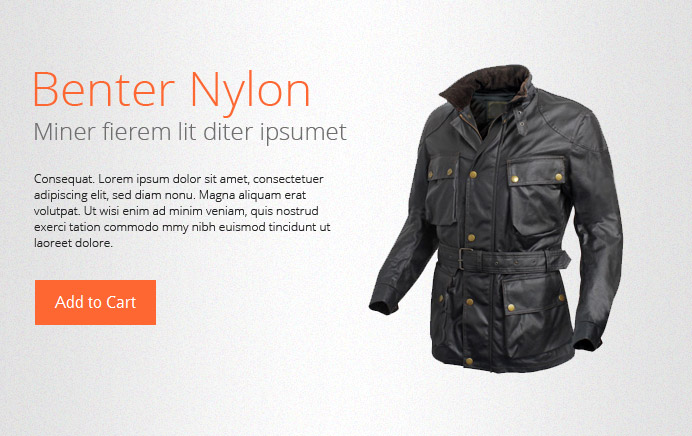 Benter Nylon
Miner fierem lit diter ipsumet
Consequat. Lorem ipsum dolor sit amet, consectetuer
adipiscing elit, sed diam nonu. Magna aliquam erat
volutpat. Ut wisi enim ad minim veniam, quis nostrud
exerci tation commodo mmy nibh euismod tincidunt ut
laoreet dolore.
Add to Cart